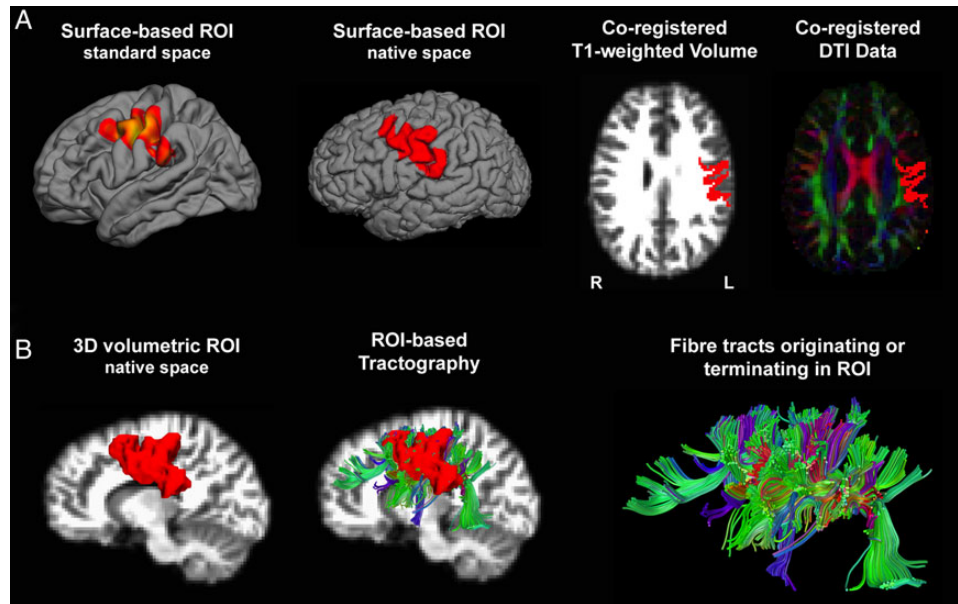 A
Surface-based ROI
standard space
Surface-based ROI
native space
Co-registered
T1-weighted Volume
Co-registered
DTI Data
R
L
B
3D volumetric ROI
native space
ROI-based
Tractography
Fibre tracts originating or
terminating in ROI